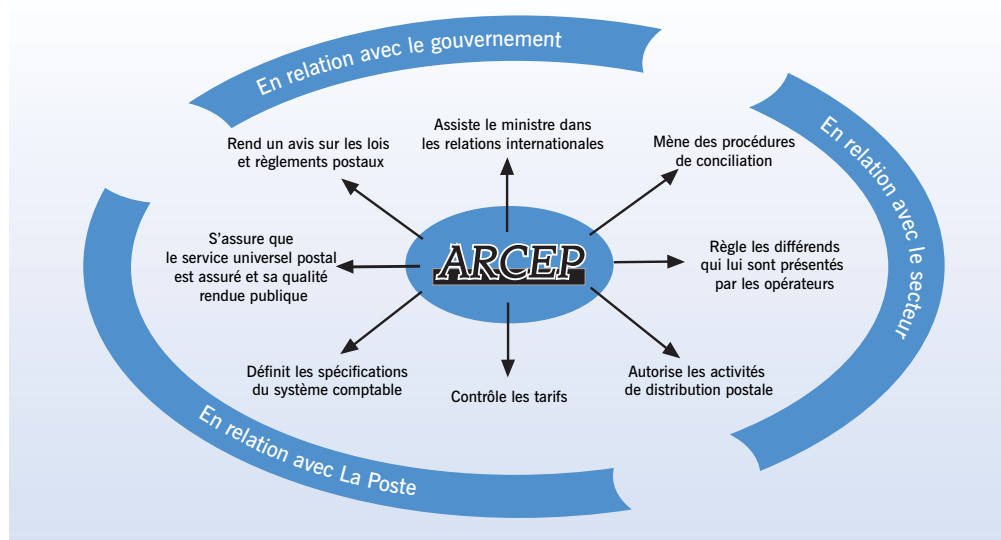 En relation avec le gouvernement
Rend un avis sur les lois
et règlements postaux
Assiste le ministre dans
les relations internationales
Mène des procédures
de conciliation
En relation avec le secteur
S'assure que
le service universel postal
est assuré et sa qualité
rendue publique
ARCEP
Règle les différends
qui lui sont présentés
par les opérateurs
Définit les spécifications
du système comptable
Contrôle les tarifs
Autorise les activités
de distribution postale
En relation avec La Poste